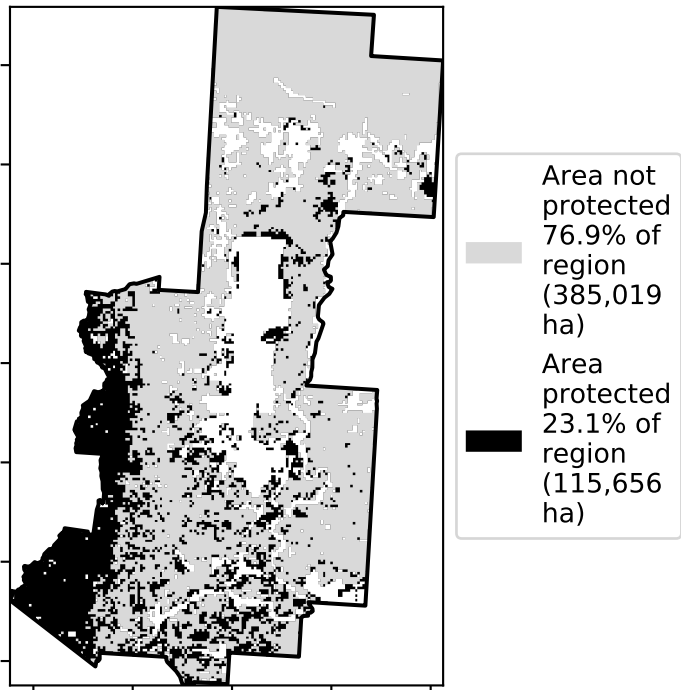 Area not
protected
76.9% of
region
(385,019
ha)
Area
protected
23.1% of
region
(115,656
ha)